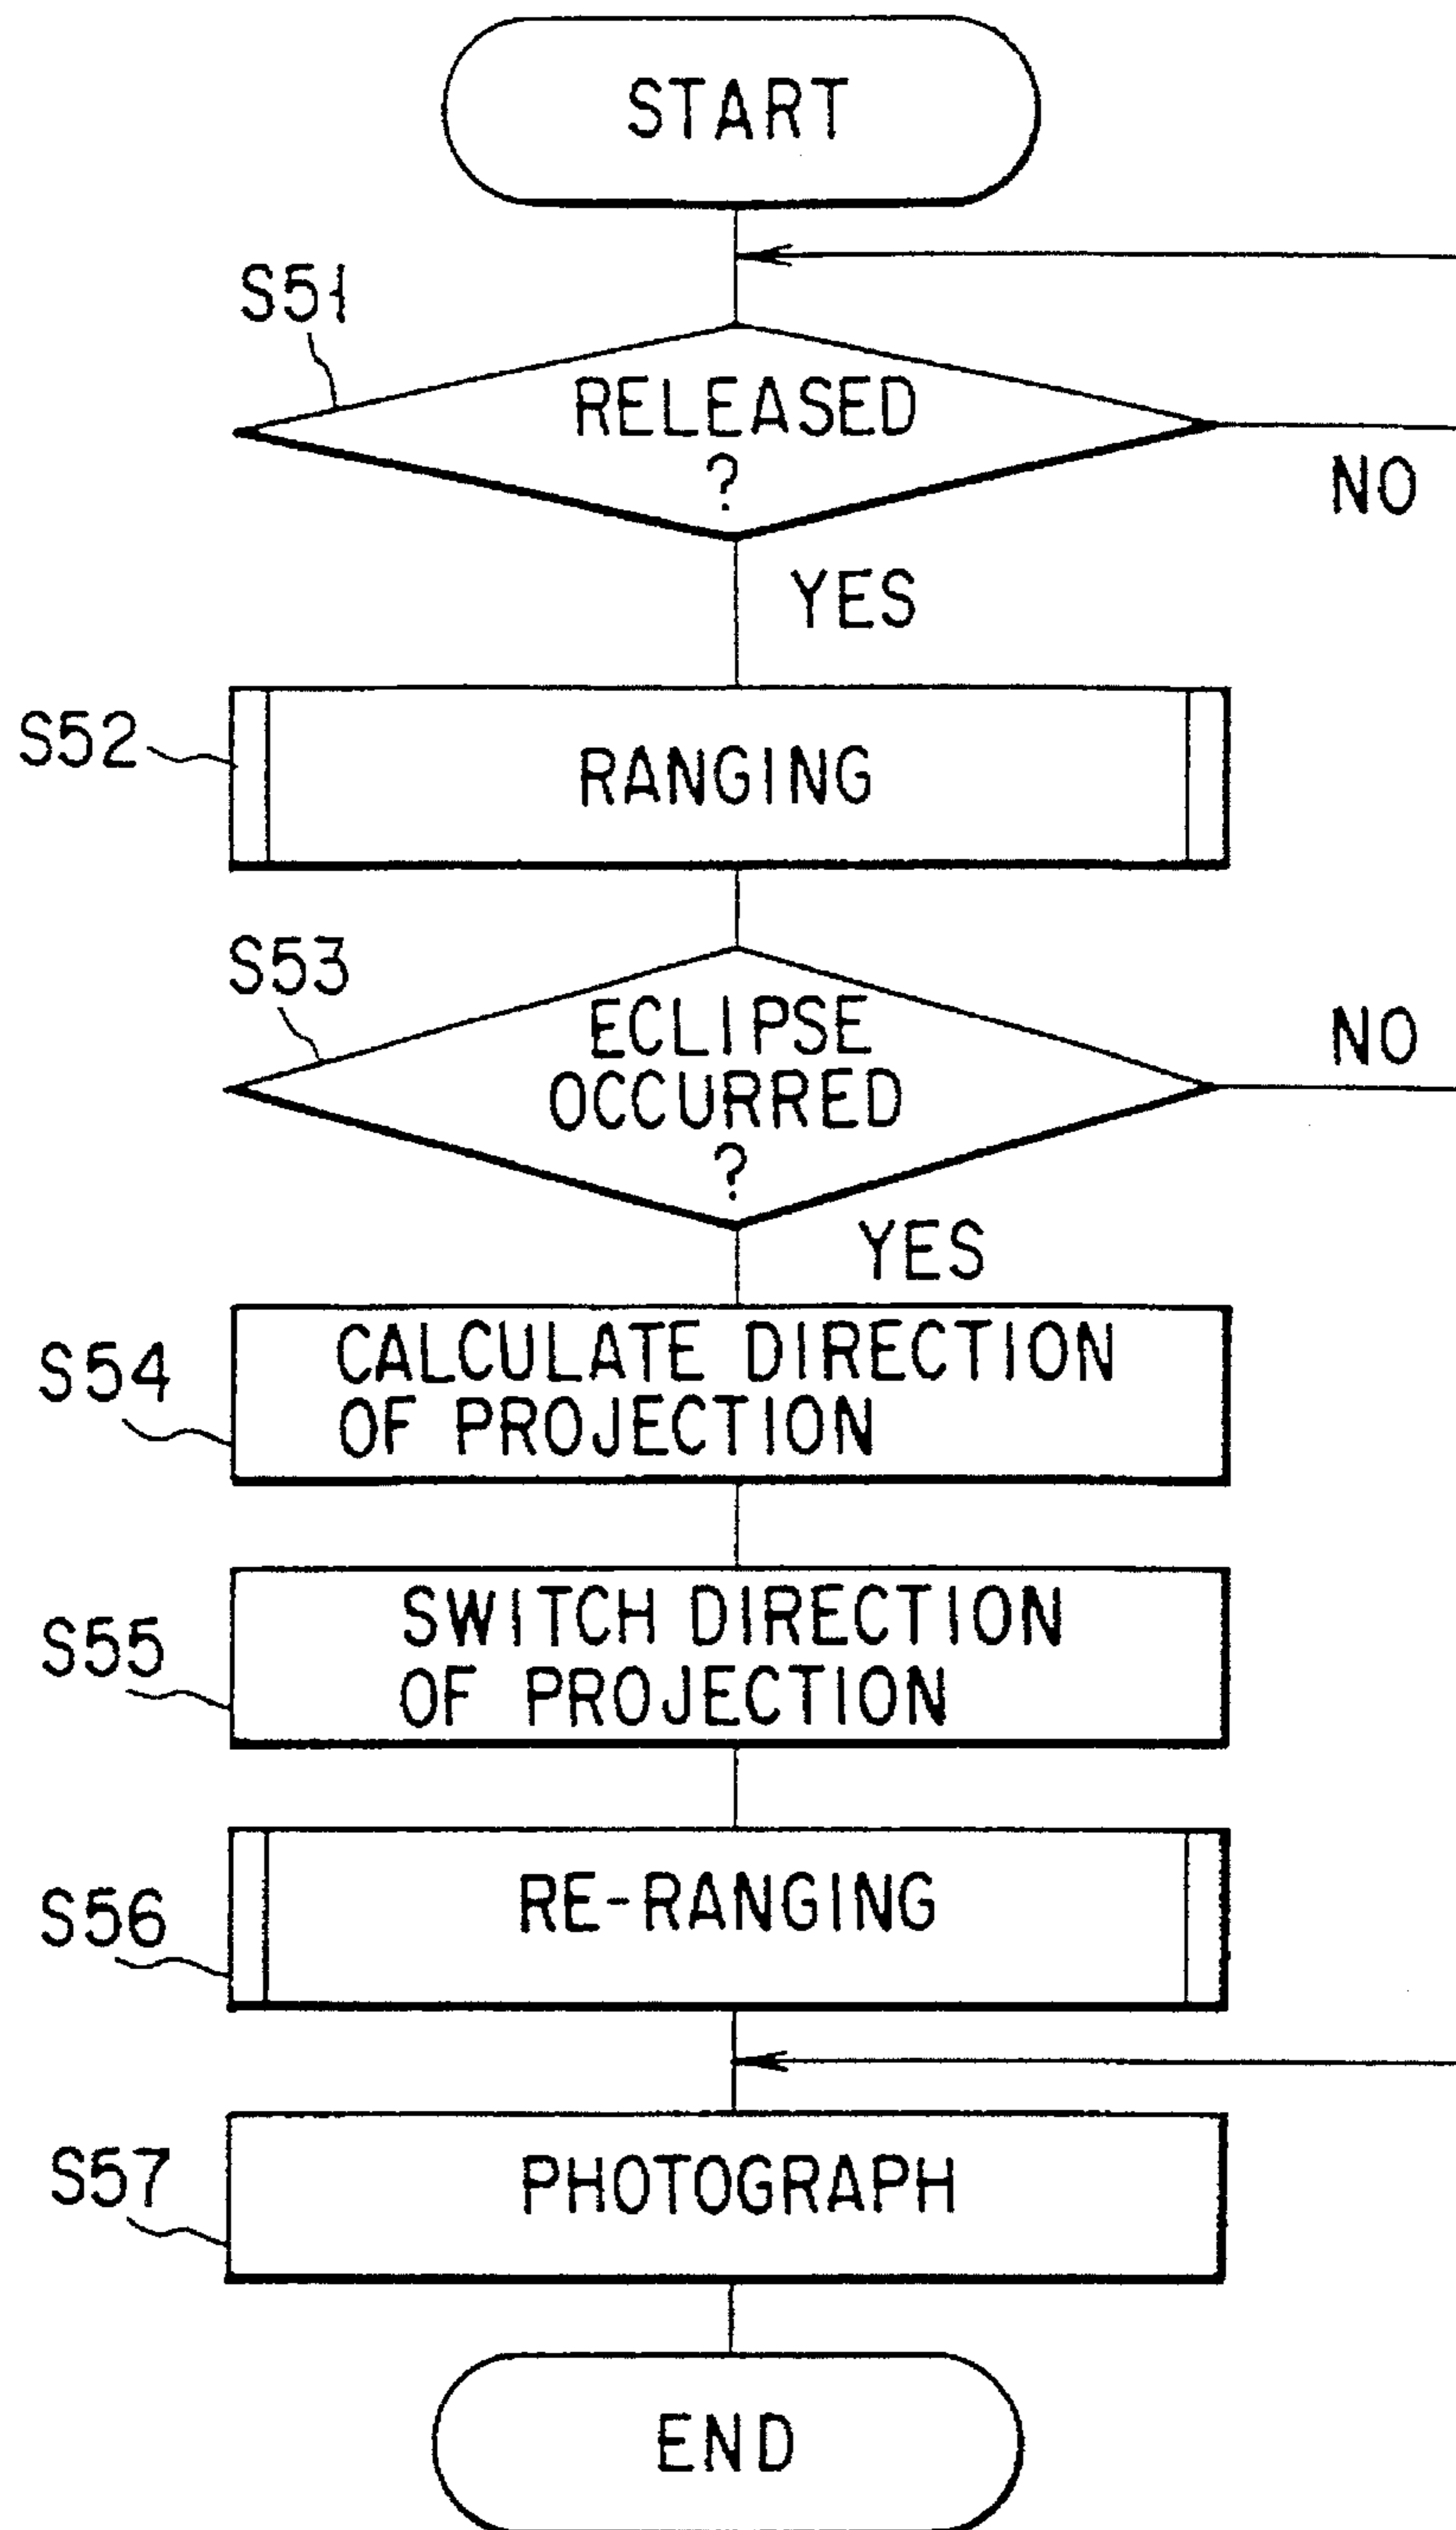 START
S51
RELEASED
?
NO
YES
S52
RANGING
S53
ECLIPSE
OCCURRED
?
NO
YES
S54
CALCULATE DIRECTION
OF PROJECTION
S55
SWITCH DIRECTION
OF PROJECTION
S56
RE-RANGING
S57
PHOTOGRAPH
END